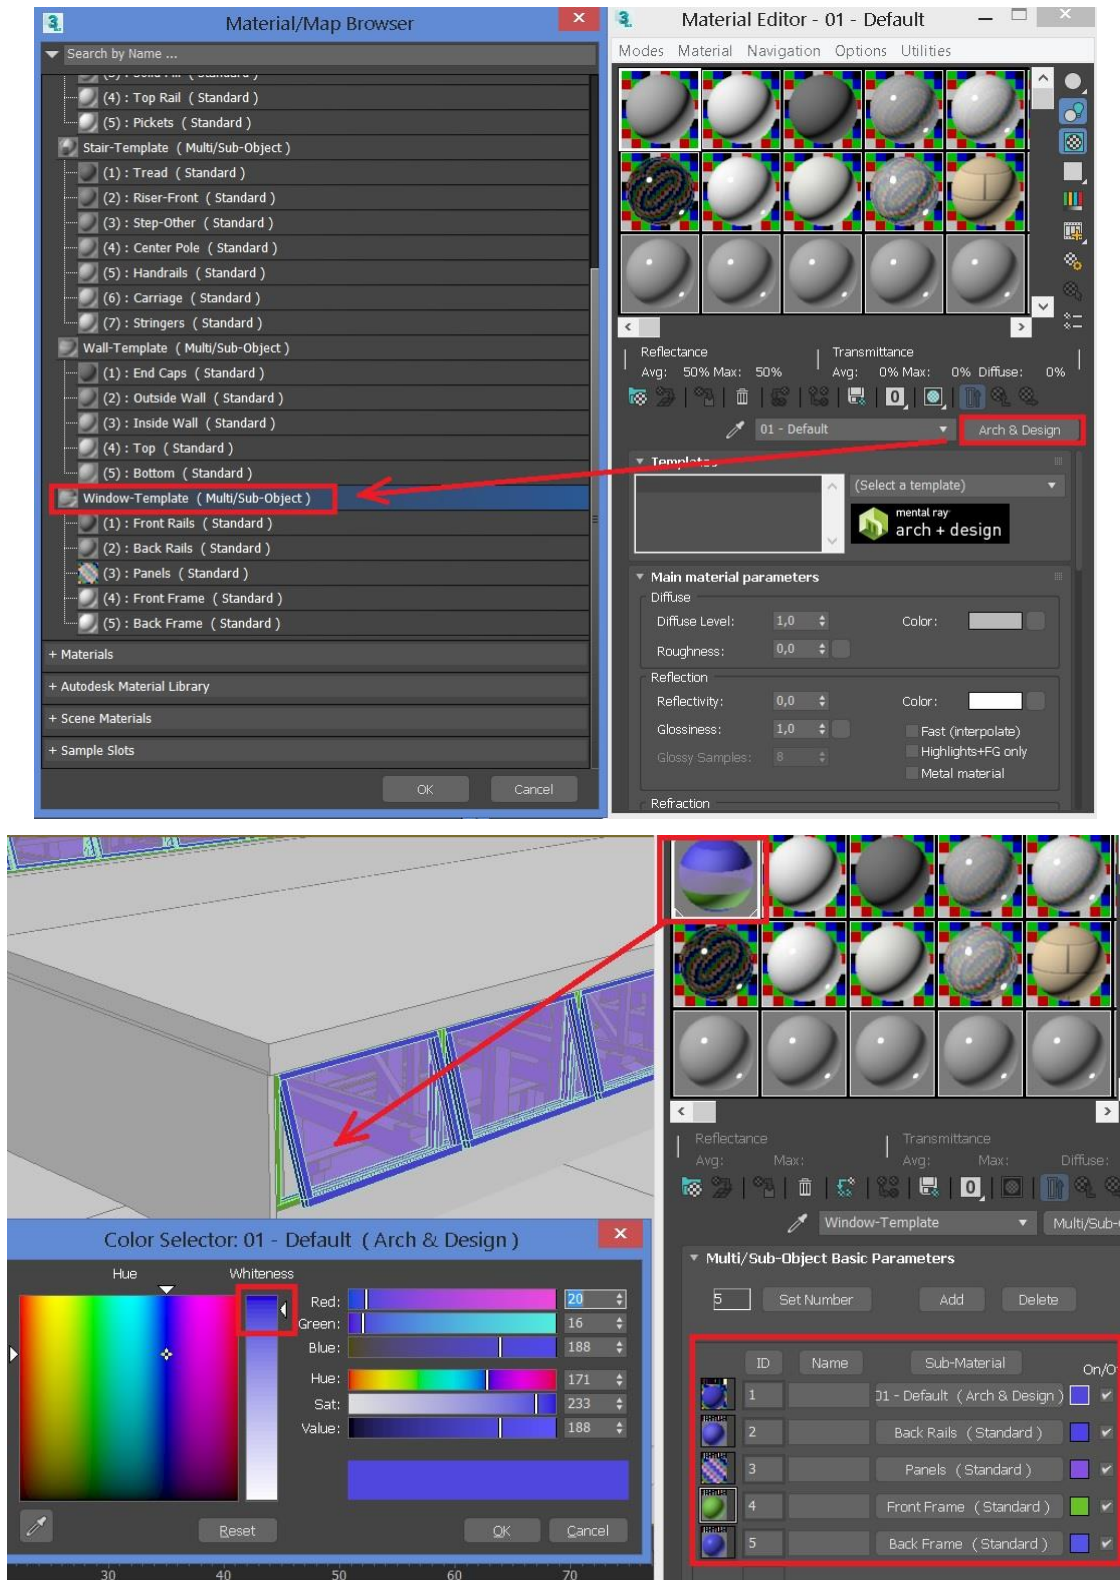 Material/Map Browser
Search by Name ...
(4) : Top Rail ( Standard )
(5) : Pickets ( Standard )
Stair-Template ( Multi/Sub-Object )
(1) : Tread ( Standard )
(2) : Riser-Front ( Standard )
(3) : Step-Other ( Standard )
(4) : Center Pole ( Standard )
(5) : Handrails ( Standard )
(6) : Carriage ( Standard )
(7) : Stringers ( Standard )
Wall-Template ( Multi/Sub-Object )
(1) : End Caps ( Standard )
(2) : Outside Wall ( Standard )
(3) : Inside Wall ( Standard )
(4) : Top ( Standard )
(5) : Bottom ( Standard )
Window-Template ( Multi/Sub-Object )
(1) : Front Rails ( Standard )
(2) : Back Rails ( Standard )
(3) : Panels ( Standard )
(4) : Front Frame ( Standard )
(5) : Back Frame ( Standard )
+ Materials
+ Autodesk Material Library
+ Scene Materials
+ Sample Slots
OK Cancel
Material Editor - 01 - Default
Modes Material Navigation Options Utilities
Reflectance Transmittance
Avg: 50% Max: 50% Avg: 0% Max: 0% Diffuse: 0%
01 - Default Arch & Design
Templates
(Select a template)
mental ray
arch + design
Main material parameters
Diffuse
Diffuse Level: 1,0 Color:
Roughness: 0,0
Reflection
Reflectivity: 0,0 Color:
Glossiness: 1,0 Fast (interpolate)
Highlights+FG only
Glossy Samples: 8
Metal material
Refraction
Reflectance Transmittance
Avg: Max: Avg: Max: Diffuse:
Window-Template Multi/Sub-
Multi/Sub-Object Basic Parameters
5 Set Number Add Delete
ID Name Sub-Material On/O
1 01 - Default ( Arch & Design )
2 Back Rails ( Standard )
3 Panels ( Standard )
4 Front Frame ( Standard )
5 Back Frame ( Standard )
Color Selector: 01 - Default ( Arch & Design )
Hue Whiteness
Red: 20
Green: 16
Blue: 188
Hue: 171
Sat: 233
Value: 188
Reset OK Cancel
30 40 50 60 70